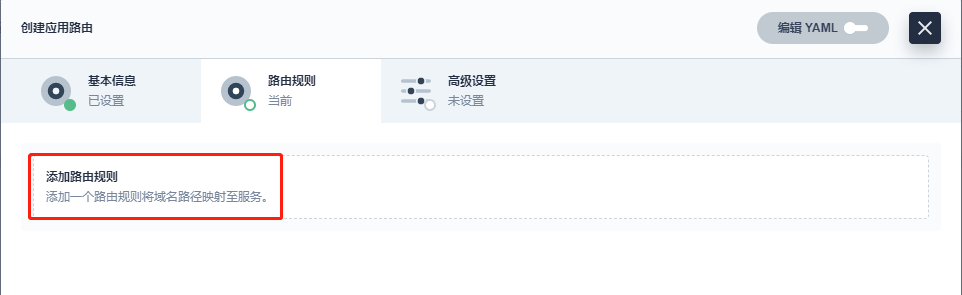 创建应用路由
编辑 YAML
基本信息
已设置
路由规则
当前
高级设置
未设置
添加路由规则
添加一个路由规则将域名路径映射至服务。